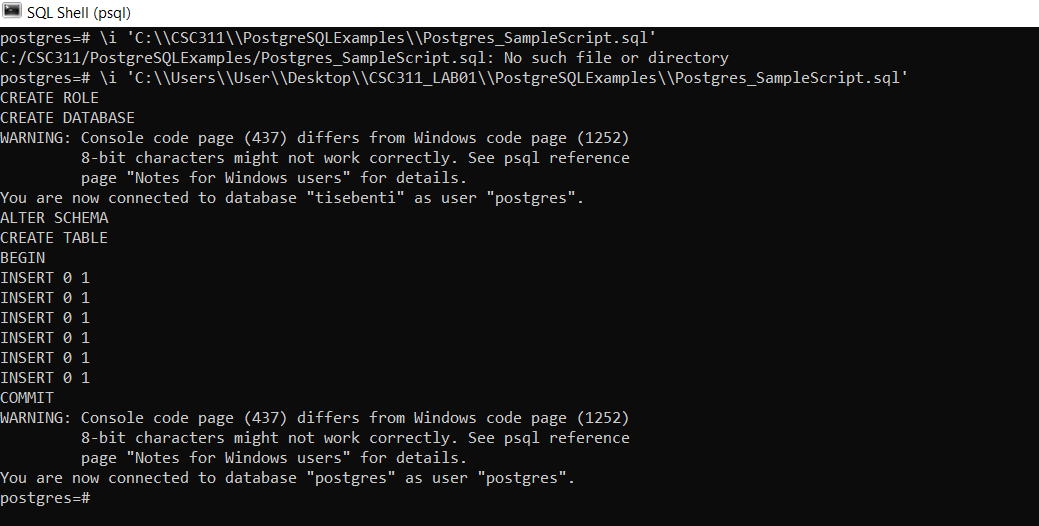 SQL Shell (psql)
postgres=# \i 'C:\\CSC311\\PostgreSQLExamples\\Postgres_SampleScript.sql'
C:/CSC311/PostgreSQLExamples/Postgres_SampleScript.sql: No such file or directory
postgres=# \i 'C:\\Users\\User\\Desktop\\CSC311_LAB01\\PostgreSQLExamples\\Postgres_SampleScript.sql'
CREATE ROLE
CREATE DATABASE
WARNING: Console code page (437) differs from Windows code page (1252)
         8-bit characters might not work correctly. See psql reference
         page "Notes for Windows users" for details.
You are now connected to database "tisebenti" as user "postgres".
ALTER SCHEMA
CREATE TABLE
BEGIN
INSERT 0 1
INSERT 0 1
INSERT 0 1
INSERT 0 1
INSERT 0 1
INSERT 0 1
COMMIT
WARNING: Console code page (437) differs from Windows code page (1252)
         8-bit characters might not work correctly. See psql reference
         page "Notes for Windows users" for details.
You are now connected to database "postgres" as user "postgres".
postgres=#